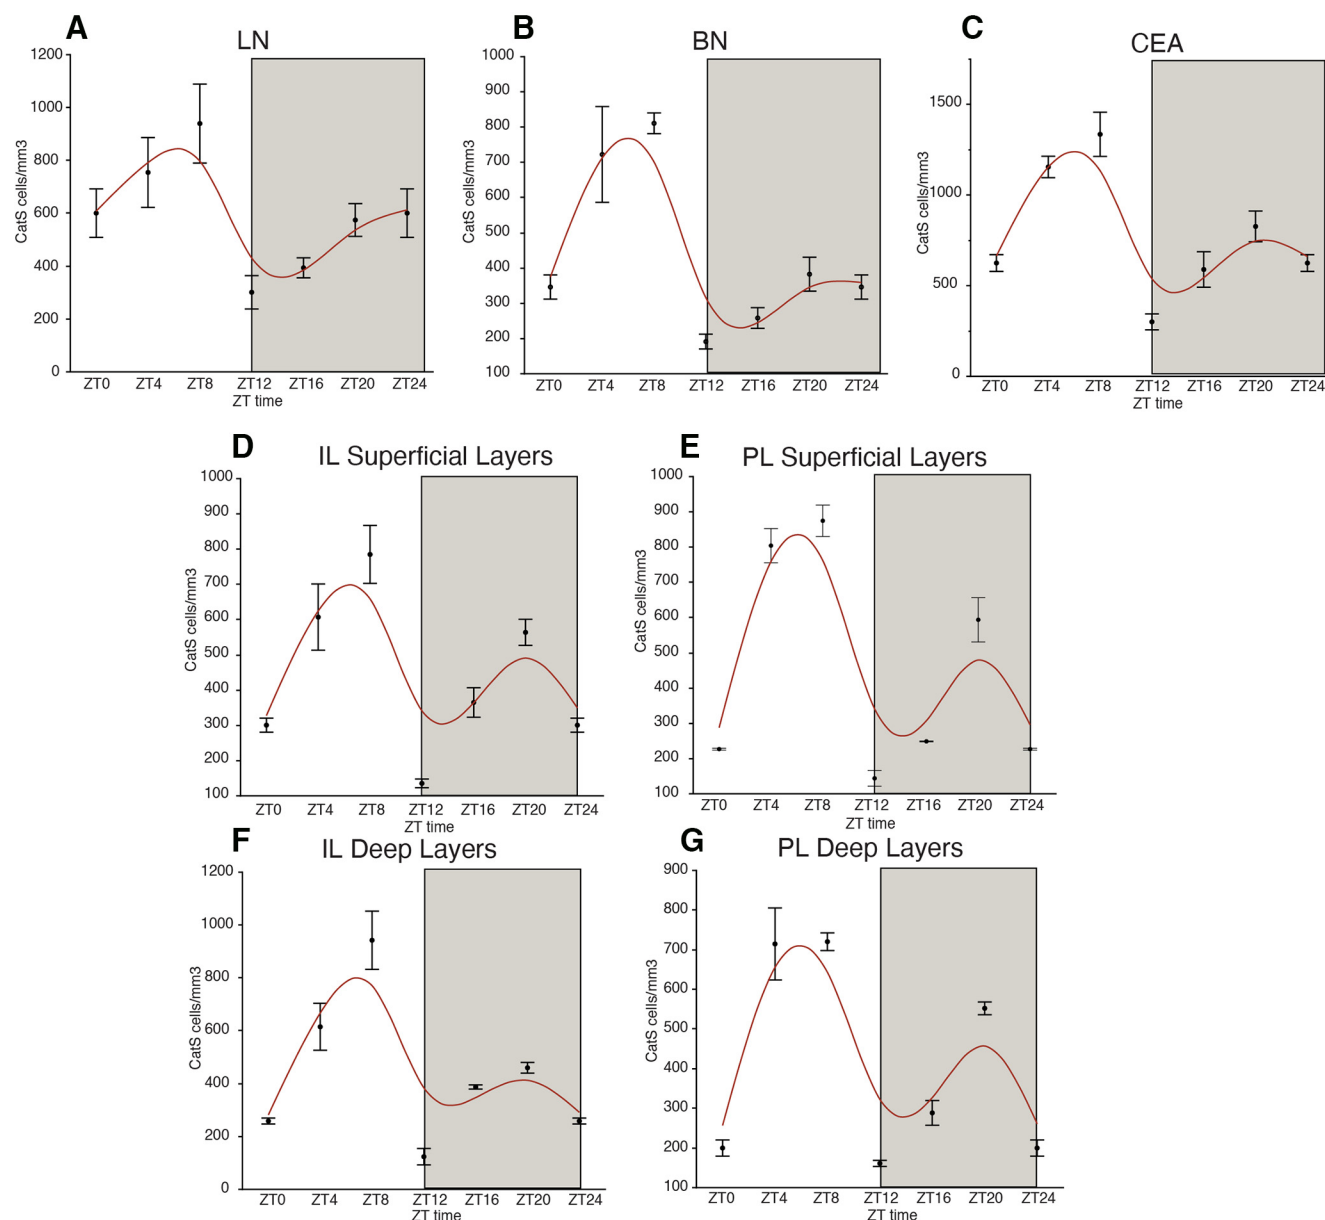 A
LN
1200
1000
800
600
400
200
0
CatS cells/mm3
ZT0 ZT4 ZT8 ZT12 ZT16 ZT20 ZT24
ZT time
B
BN
1000
900
800
700
600
500
400
300
200
100
CatS cells/mm3
ZT0 ZT4 ZT8 ZT12 ZT16 ZT20 ZT24
ZT time
C
CEA
1500
1000
500
0
CatS cells/mm3
ZT0 ZT4 ZT8 ZT12 ZT16 ZT20 ZT24
ZT time
D
IL Superficial Layers
1000
900
800
700
600
500
400
300
200
100
CatS cells/mm3
ZT0 ZT4 ZT8 ZT12 ZT16 ZT20 ZT24
ZT time
E
PL Superficial Layers
1000
900
800
700
600
500
400
300
200
100
CatS cells/mm3
ZT0 ZT4 ZT8 ZT12 ZT16 ZT20 ZT24
ZT time
F
IL Deep Layers
1200
1000
800
600
400
200
0
CatS cells/mm3
ZT0 ZT4 ZT8 ZT12 ZT16 ZT20 ZT24
ZT time
G
PL Deep Layers
900
800
700
600
500
400
300
200
100
CatS cells/mm3
ZT0 ZT4 ZT8 ZT12 ZT16 ZT20 ZT24
ZT time